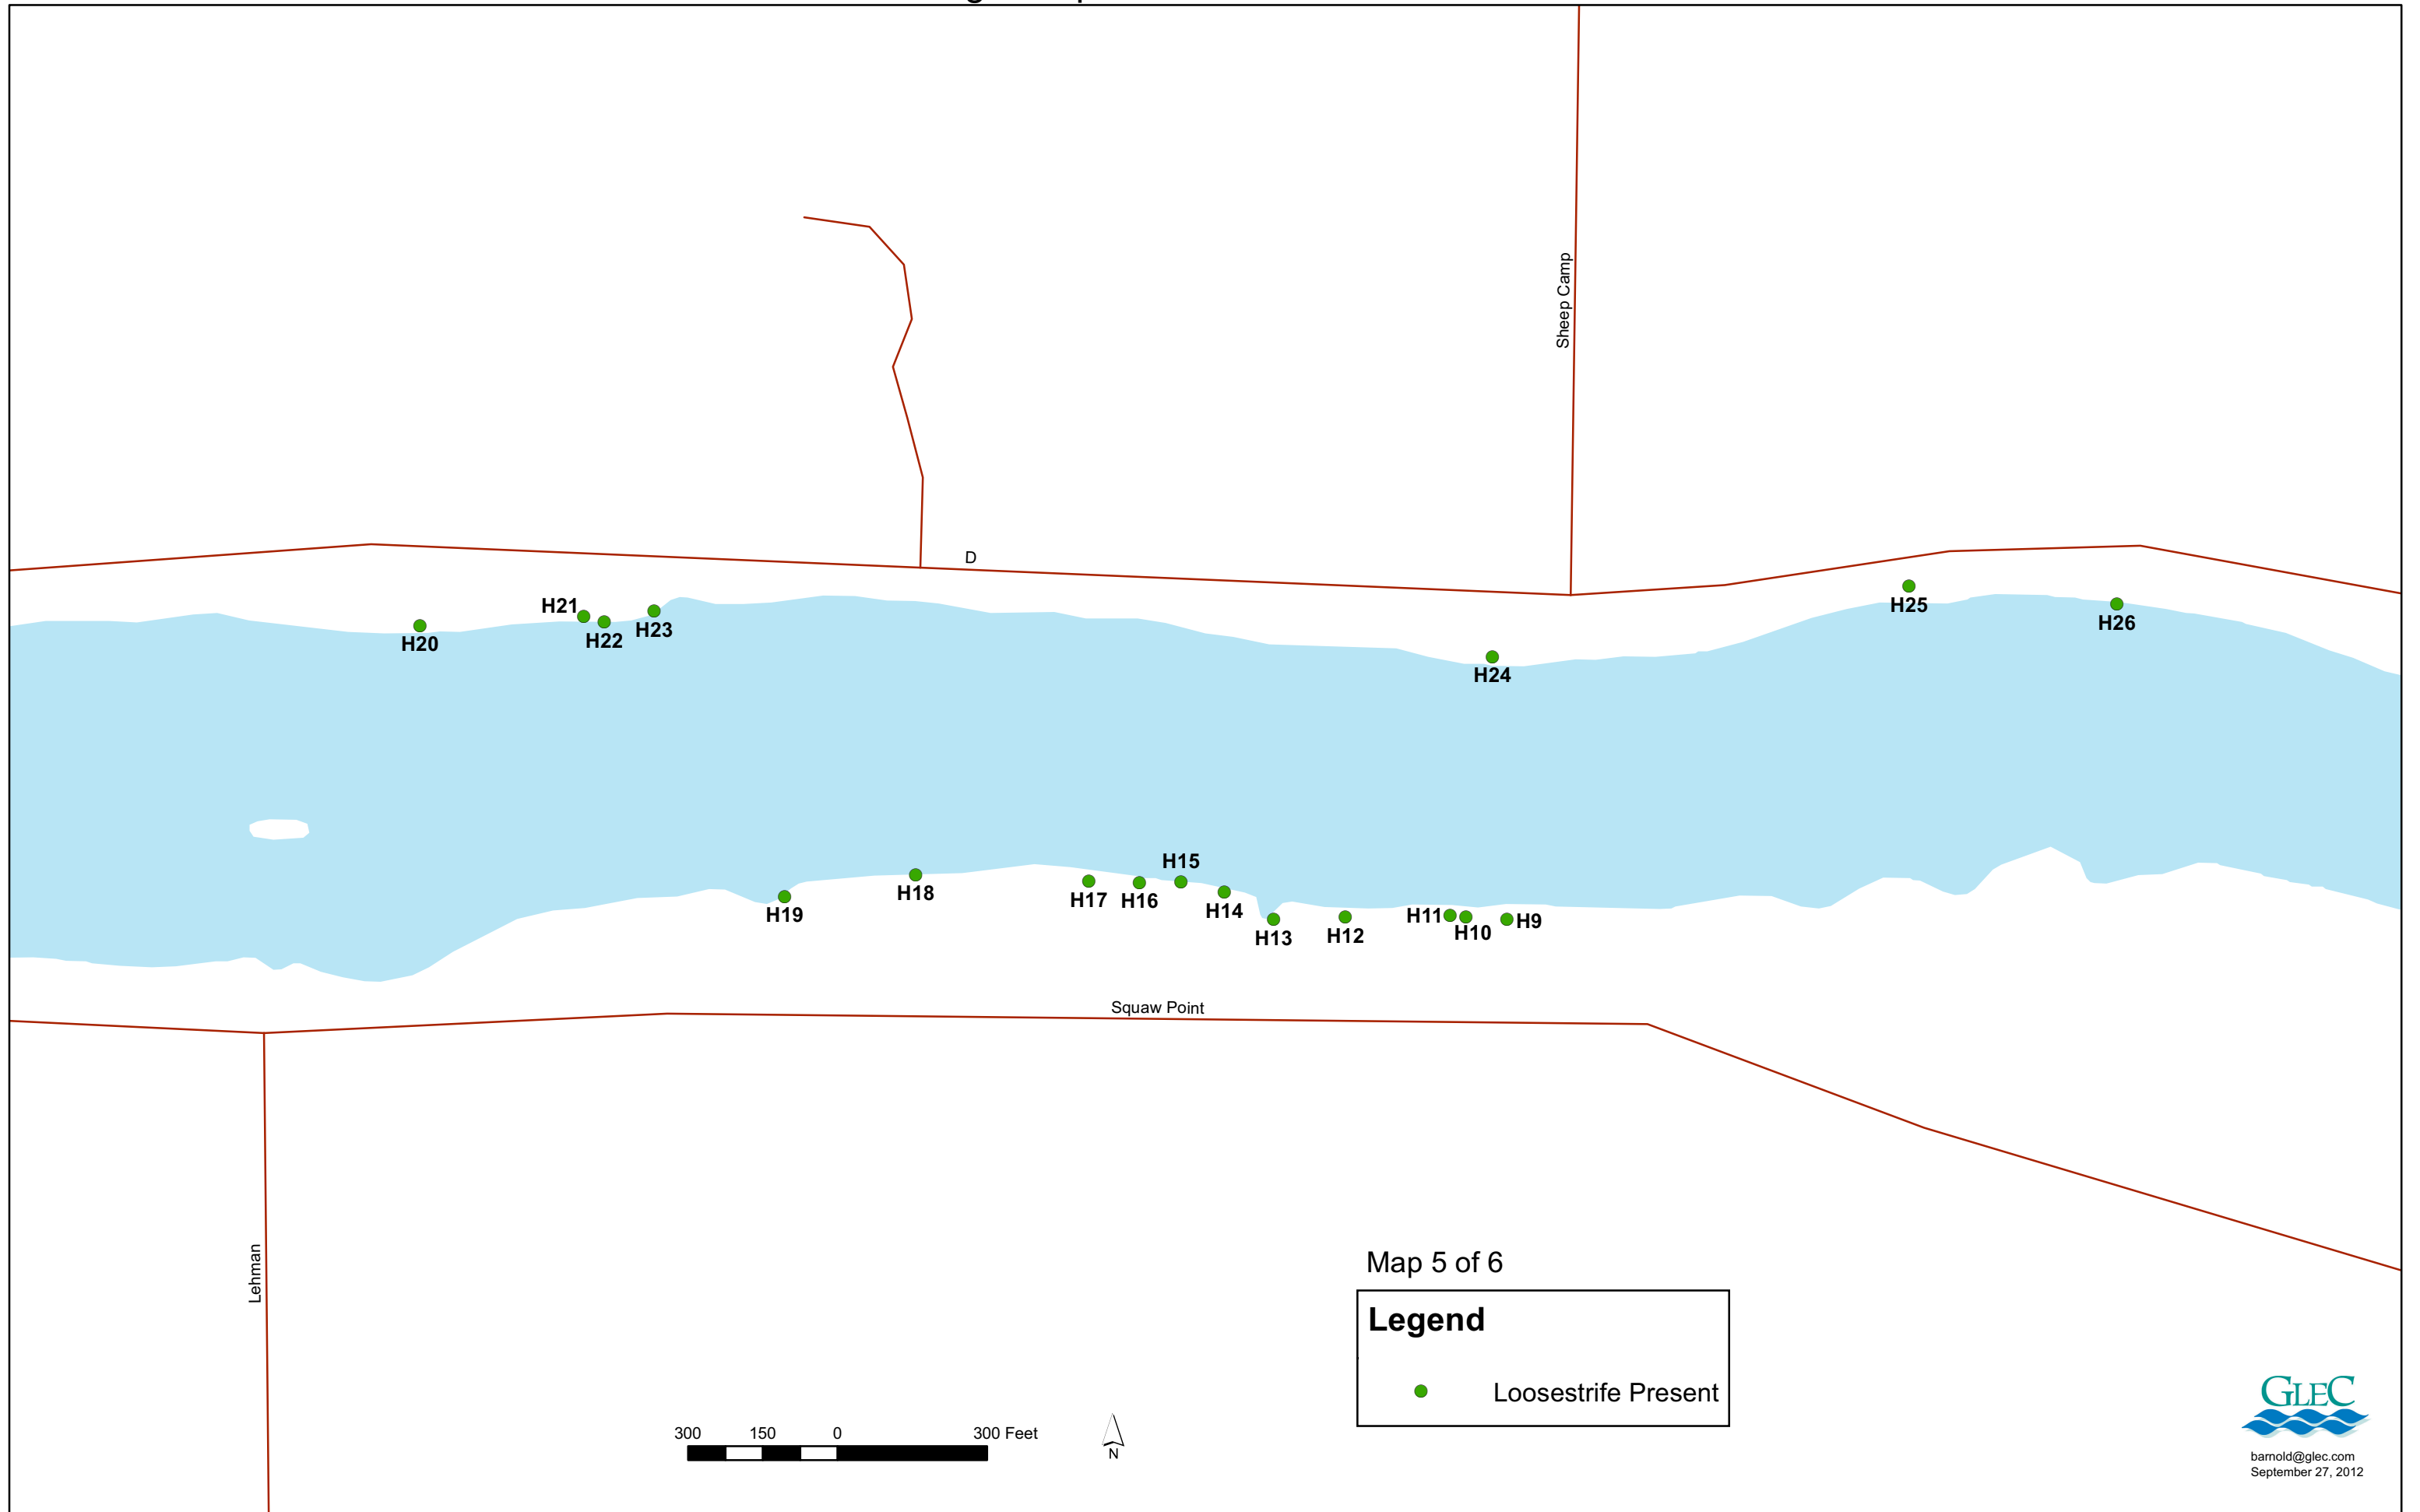 Sheep Camp
D
H21
H23
H20
H22
H25
H26
H24
H15
H18
H17
H16
H14
H19
H13
H12
H11
H10
H9
Squaw Point
Lehman
Map 5 of 6
Legend
Loosestrife Present
300 150 0 300 Feet
N
GLEC
barnold@glec.com
September 27, 2012